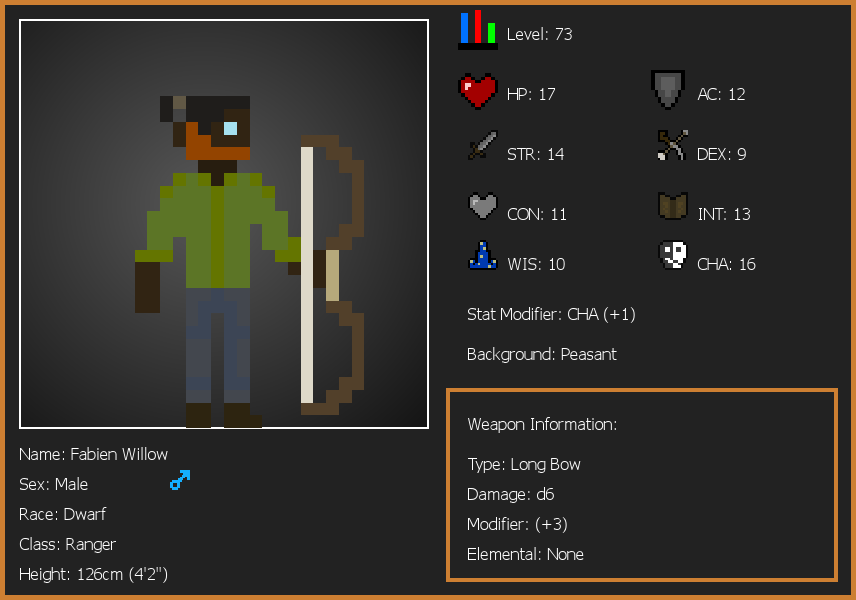 Level: 73
HP: 17
AC: 12
STR: 14
DEX: 9
CON: 11
INT: 13
WIS: 10
CHA: 16
Stat Modifier: CHA (+1)
Background: Peasant
Weapon Information:
Type: Long Bow
Damage: d6
Modifier: (+3)
Elemental: None
Name: Fabien Willow
Sex: Male
Race: Dwarf
Class: Ranger
Height: 126cm (4'2")